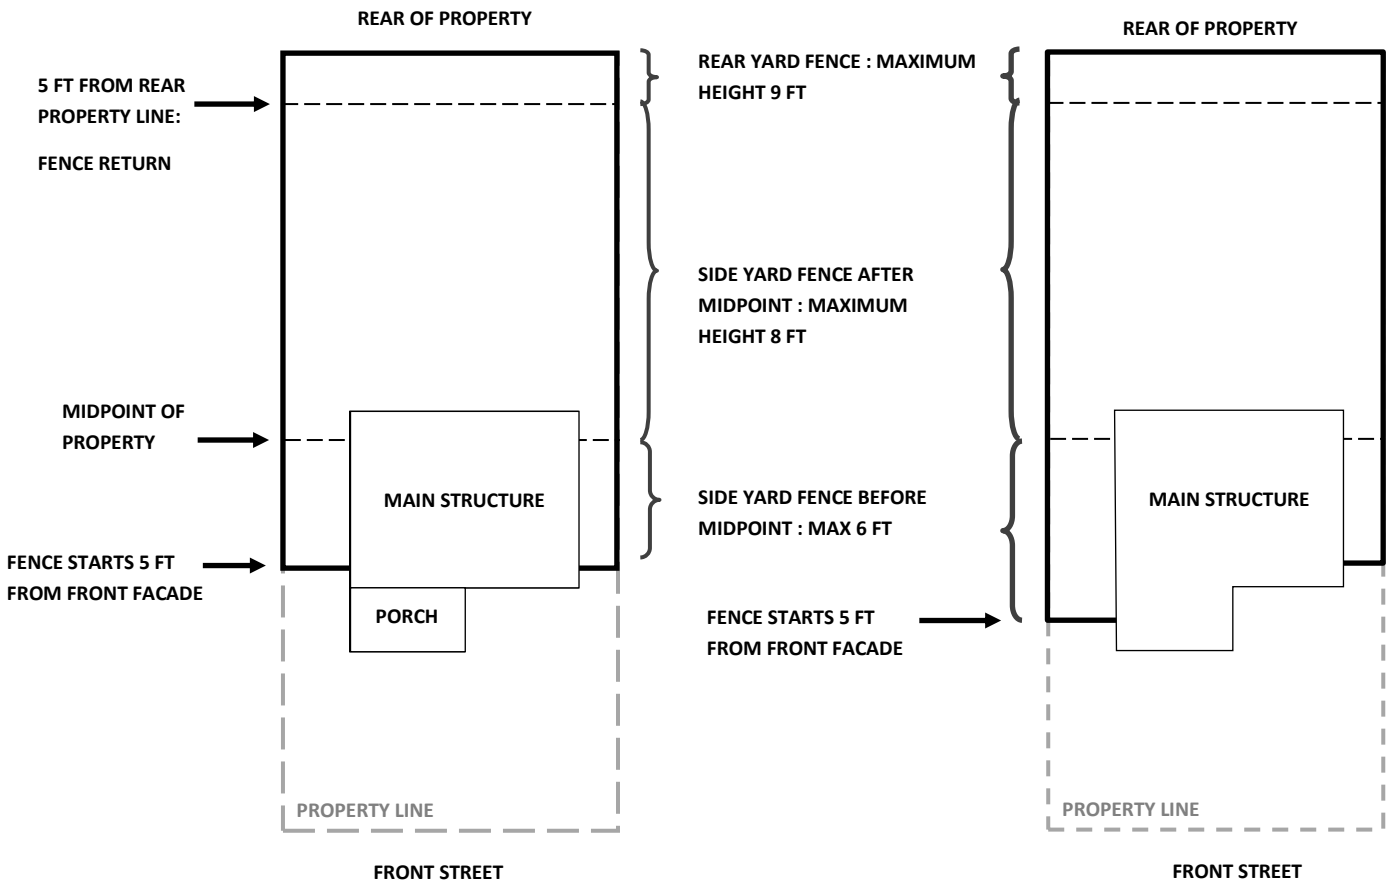 REAR OF PROPERTY
5 FT FROM REAR
PROPERTY LINE:
FENCE RETURN
MIDPOINT OF
PROPERTY
MAIN STRUCTURE
FENCE STARTS 5 FT
FROM FRONT FACADE
PORCH
PROPERTY LINE
FRONT STREET
REAR YARD FENCE : MAXIMUM
HEIGHT 9 FT
SIDE YARD FENCE AFTER
MIDPOINT : MAXIMUM
HEIGHT 8 FT
SIDE YARD FENCE BEFORE
MIDPOINT : MAX 6 FT
FENCE STARTS 5 FT
FROM FRONT FACADE
REAR OF PROPERTY
MAIN STRUCTURE
PROPERTY LINE
FRONT STREET